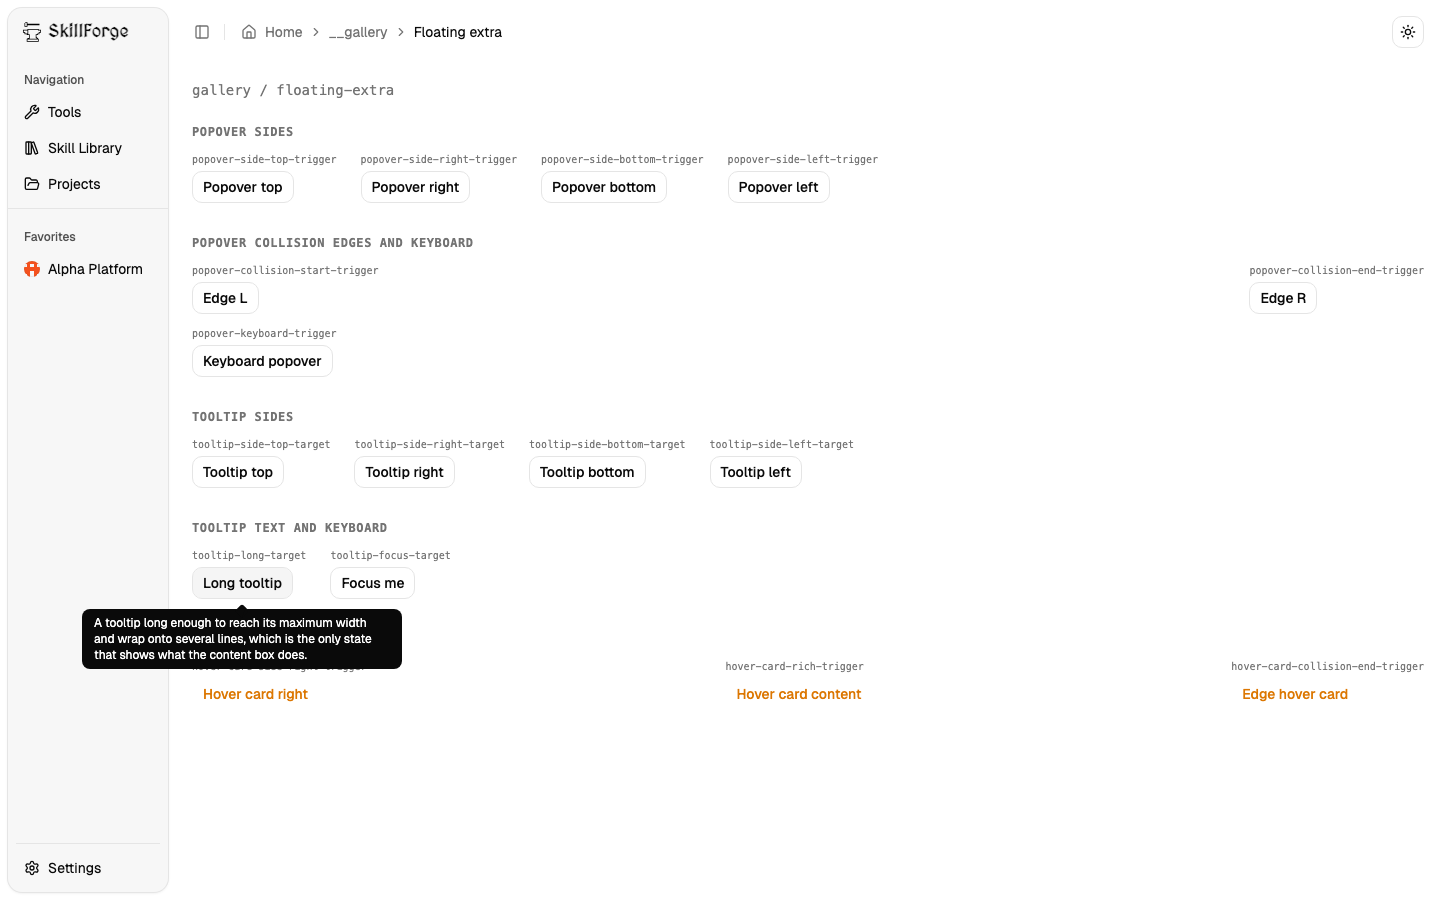 SkillForge
Navigation
Tools
Skill Library
Projects
Favorites
Alpha Platform
Settings
Home > __gallery > Floating extra
gallery / floating-extra
POPOVER SIDES
popover-side-top-trigger popover-side-right-trigger popover-side-bottom-trigger popover-side-left-trigger
Popover top Popover right Popover bottom Popover left
POPOVER COLLISION EDGES AND KEYBOARD
popover-collision-start-trigger popover-collision-end-trigger
Edge L Edge R
popover-keyboard-trigger
Keyboard popover
TOOLTIP SIDES
tooltip-side-top-target tooltip-side-right-target tooltip-side-bottom-target tooltip-side-left-target
Tooltip top Tooltip right Tooltip bottom Tooltip left
TOOLTIP TEXT AND KEYBOARD
tooltip-long-target tooltip-focus-target
Long tooltip Focus me
A tooltip long enough to reach its maximum width
and wrap onto several lines, which is the only state
that shows what the content box does.
hover-card-rich-trigger hover-card-collision-end-trigger
Hover card right Hover card content Edge hover card